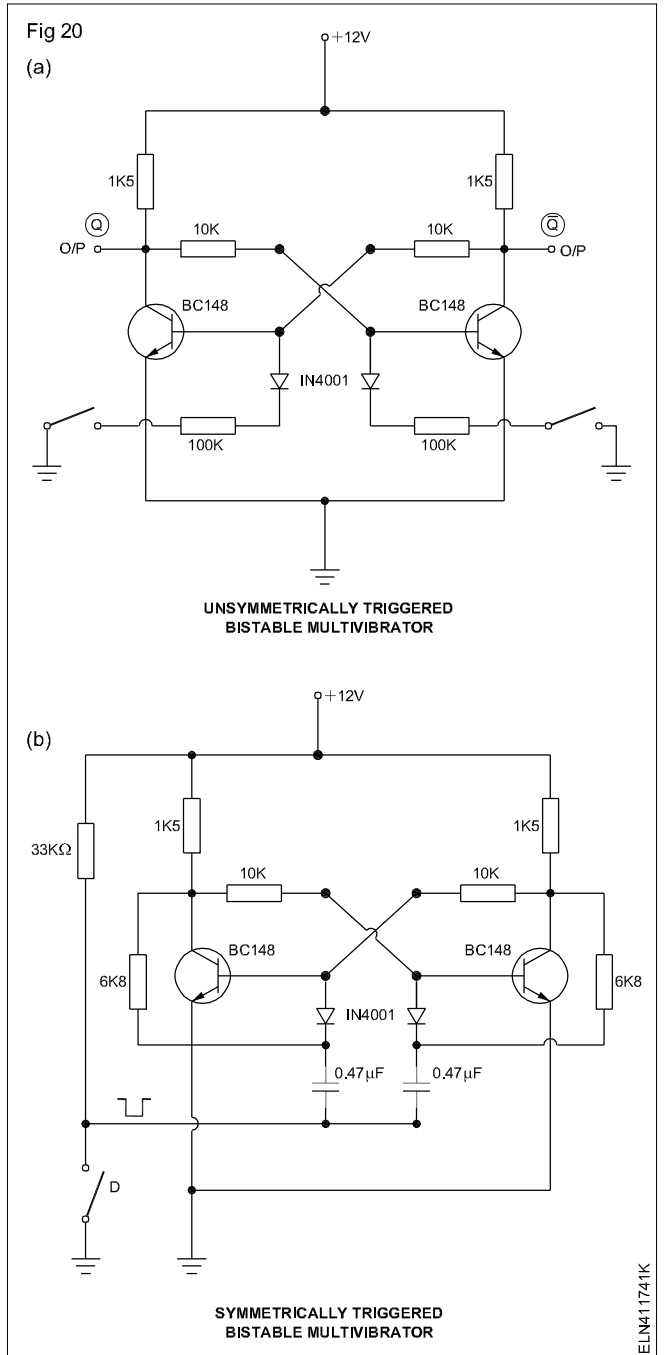 Fig 20
(a)
+12V
1K5 1K5
Q Q̅
O/P 10K 10K O/P
BC148 BC148
IN4001
100K 100K
UNSYMMETRICALLY TRIGGERED
BISTABLE MULTIVIBRATOR
+12V
(b)
1K5 1K5
33KΩ
10K 10K
BC148 BC148
6K8 6K8
IN4001
0.47µF 0.47µF
D
SYMMETRICALLY TRIGGERED
BISTABLE MULTIVIBRATOR
ELN411741K